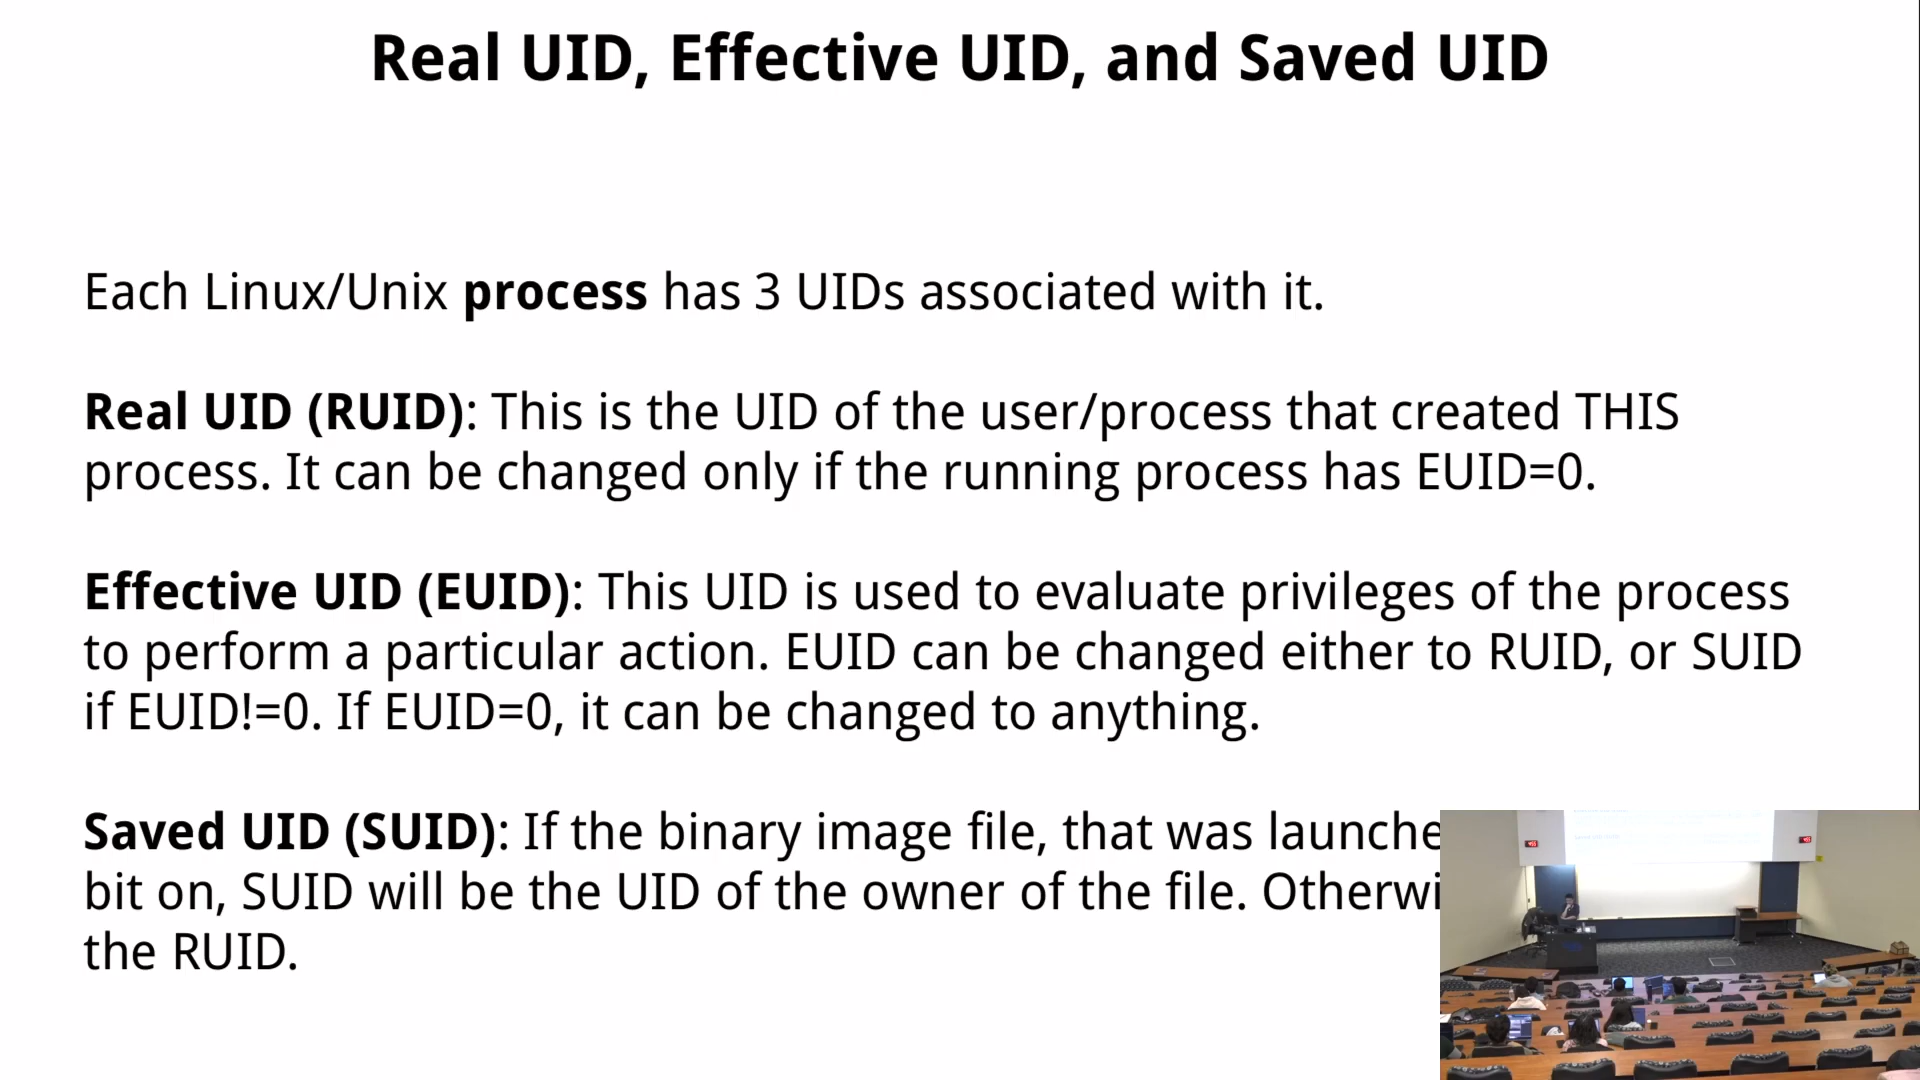 Real UID, Effective UID, and Saved UID
Each Linux/Unix process has 3 UIDs associated with it.
Real UID (RUID): This is the UID of the user/process that created THIS
process. It can be changed only if the running process has EUID=0.
Effective UID (EUID): This UID is used to evaluate privileges of the process
to perform a particular action. EUID can be changed either to RUID, or SUID
if EUID!=0. If EUID=0, it can be changed to anything.
Saved UID (SUID): If the binary image file, that was launche
bit on, SUID will be the UID of the owner of the file. Otherwi
the RUID.